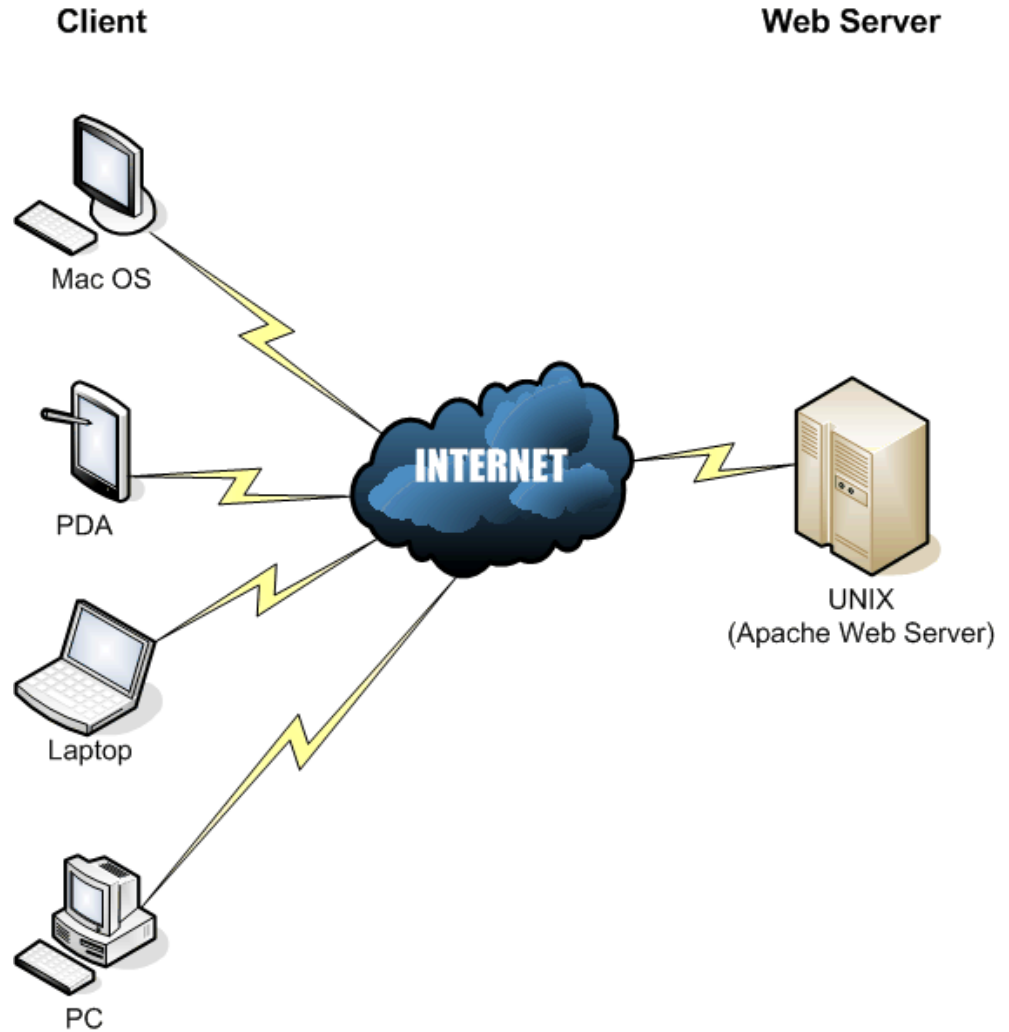 Client
Web Server
Mac OS
INTERNET
PDA
UNIX
(Apache Web Server)
Laptop
PC